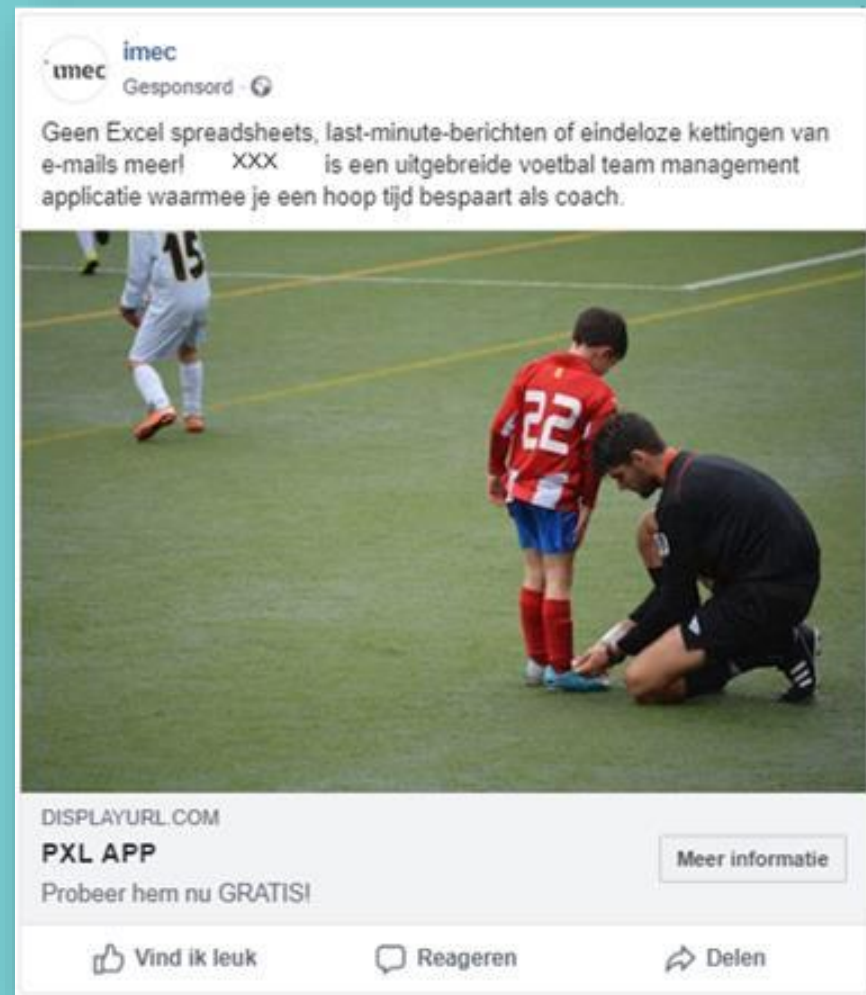 imec
imec
Gesponsord
Geen Excel spreadsheets, last-minute-berichten of eindeloze kettingen van
e-mails meer! XXX is een uitgebreide voetbal team management
applicatie waarmee je een hoop tijd bespaart als coach.
15
22
DISPLAYURL.COM
PXL APP
Meer informatie
Probeer hem nu GRATIS!
Vind ik leuk Reageren Delen